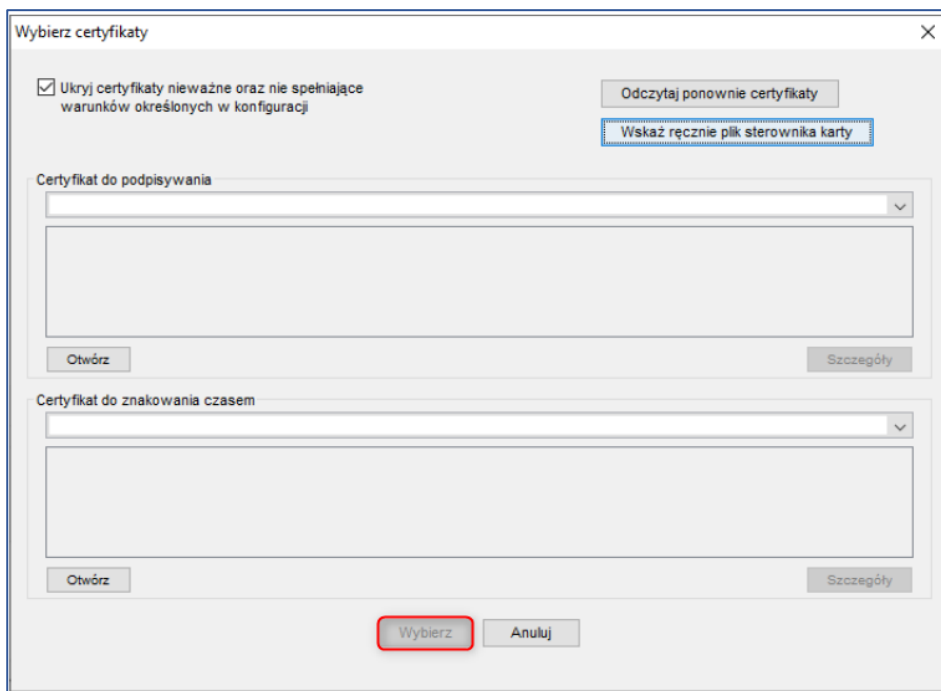 Wybierz certyfikaty
Ukryj certyfikaty nieważne oraz nie spełniające
warunków określonych w konfiguracji
Odczytaj ponownie certyfikaty
Wskaż ręcznie plik sterownika karty
Certyfikat do podpisywania
Otwórz
Szczegóły
Certyfikat do znakowania czasem
Otwórz
Szczegóły
Wybierz
Anuluj